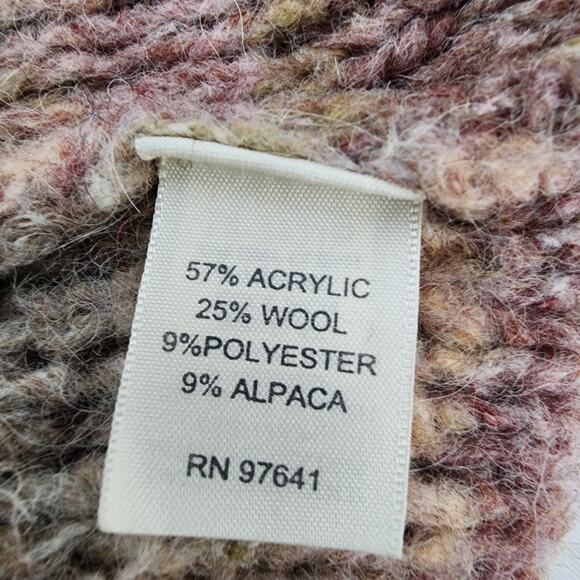 57% ACRYLIC
25% WOOL
9%POLYESTER
9% ALPACA
RN 97641